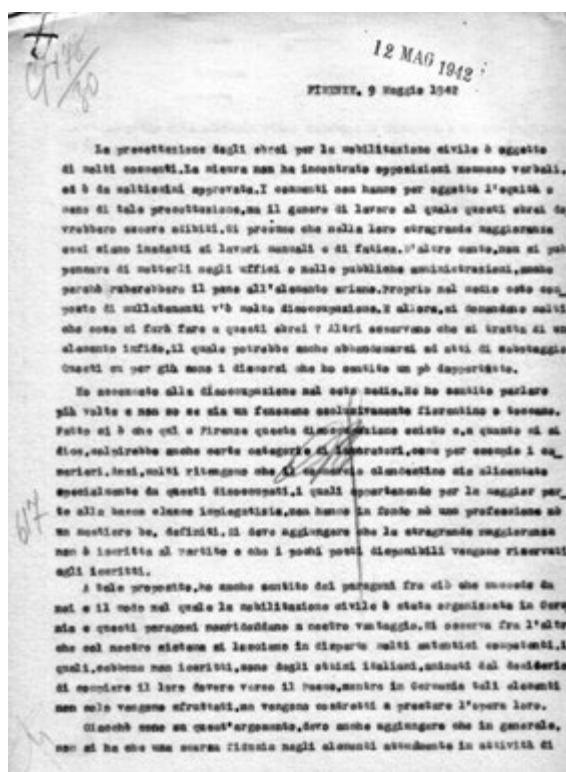 178
30
12 MAG 1942
FIRENZE, 9 Maggio 1942
La precettazione degli ebrei per la mobilitazione civile è oggetto
di molti commenti.La misura non ha incontrato opposizioni nemmeno verbali,
ed è da moltissimi approvata.I commenti non hanno per oggetto l'equità o
meno di tale precettazione,ma il genere di lavoro al quale questi ebrei do
vrebbero essere adibiti.Si presume che nella loro stragrande maggioranza
essi siano inadatti ai lavori manuali e di fatica.D'altro canto,non si può
pensare di metterli negli uffici e nelle pubbliche amministrazioni,anche
perchè ruberebbero il pane all'elemento ariano.Proprio nel medio ceto com_
posto di nullatenenti v'è molta disoccupazione.E allora,si domandano molti
che cosa si farà fare a questi ebrei ? Altri osservano che si tratta di un
elemento infido,il quale potrebbe anche abbandonarsi ad atti di sabotaggio
Questi su per giù sono i discorsi che ho sentito un pò dappertutto.
Ho accennato alla disoccupazione nel ceto medio.Ne ho sentito parlare
più volte e non so se sia un fenomeno esclusivamente fiorentino o toscano.
Fatto si è che qui a Firenze questa disoccupazione esiste e,a quanto mi si
dice,colpirebbe anche certe categorie di lavoratori,come per esempio i ca_
merieri.Anzi,molti ritengono che il clandestino sia alimentato
specialmente da questi disoccupati,i quali appartenendo per la maggior par_
te alla bassa classe impiegatizia,non hanno in fondo nè una professione nè
un mestiere be, definiti.Si deve aggiungere che la stragrande maggioranza
non è iscritta al partito e che i pochi posti disponibili vengono riservati
agli iscritti.
A tale proposito,ho anche sentito dei paragoni fra ciò che succede da
noi e il modo nel quale la mobilitazione civile è stata organizzata in Germa
nia e questi paragoni a nostro vantaggio.Si osserva fra l'altro
che col nostro sistema si lasciano in disparte molti autentici competenti,i
quali,sebbene non iscritti,sono degli ottimi italiani,animati dal desiderio
di compiere il loro dovere verso il Paese,mentre in Germania tali elementi
non solo vengono sfruttati,ma vengono costretti a prestare l'opera loro.
Giacchè sono su quest'argomento,devo anche aggiungere che in generale,
non si ha che una scarsa fiducia negli elementi attualmente in attività di